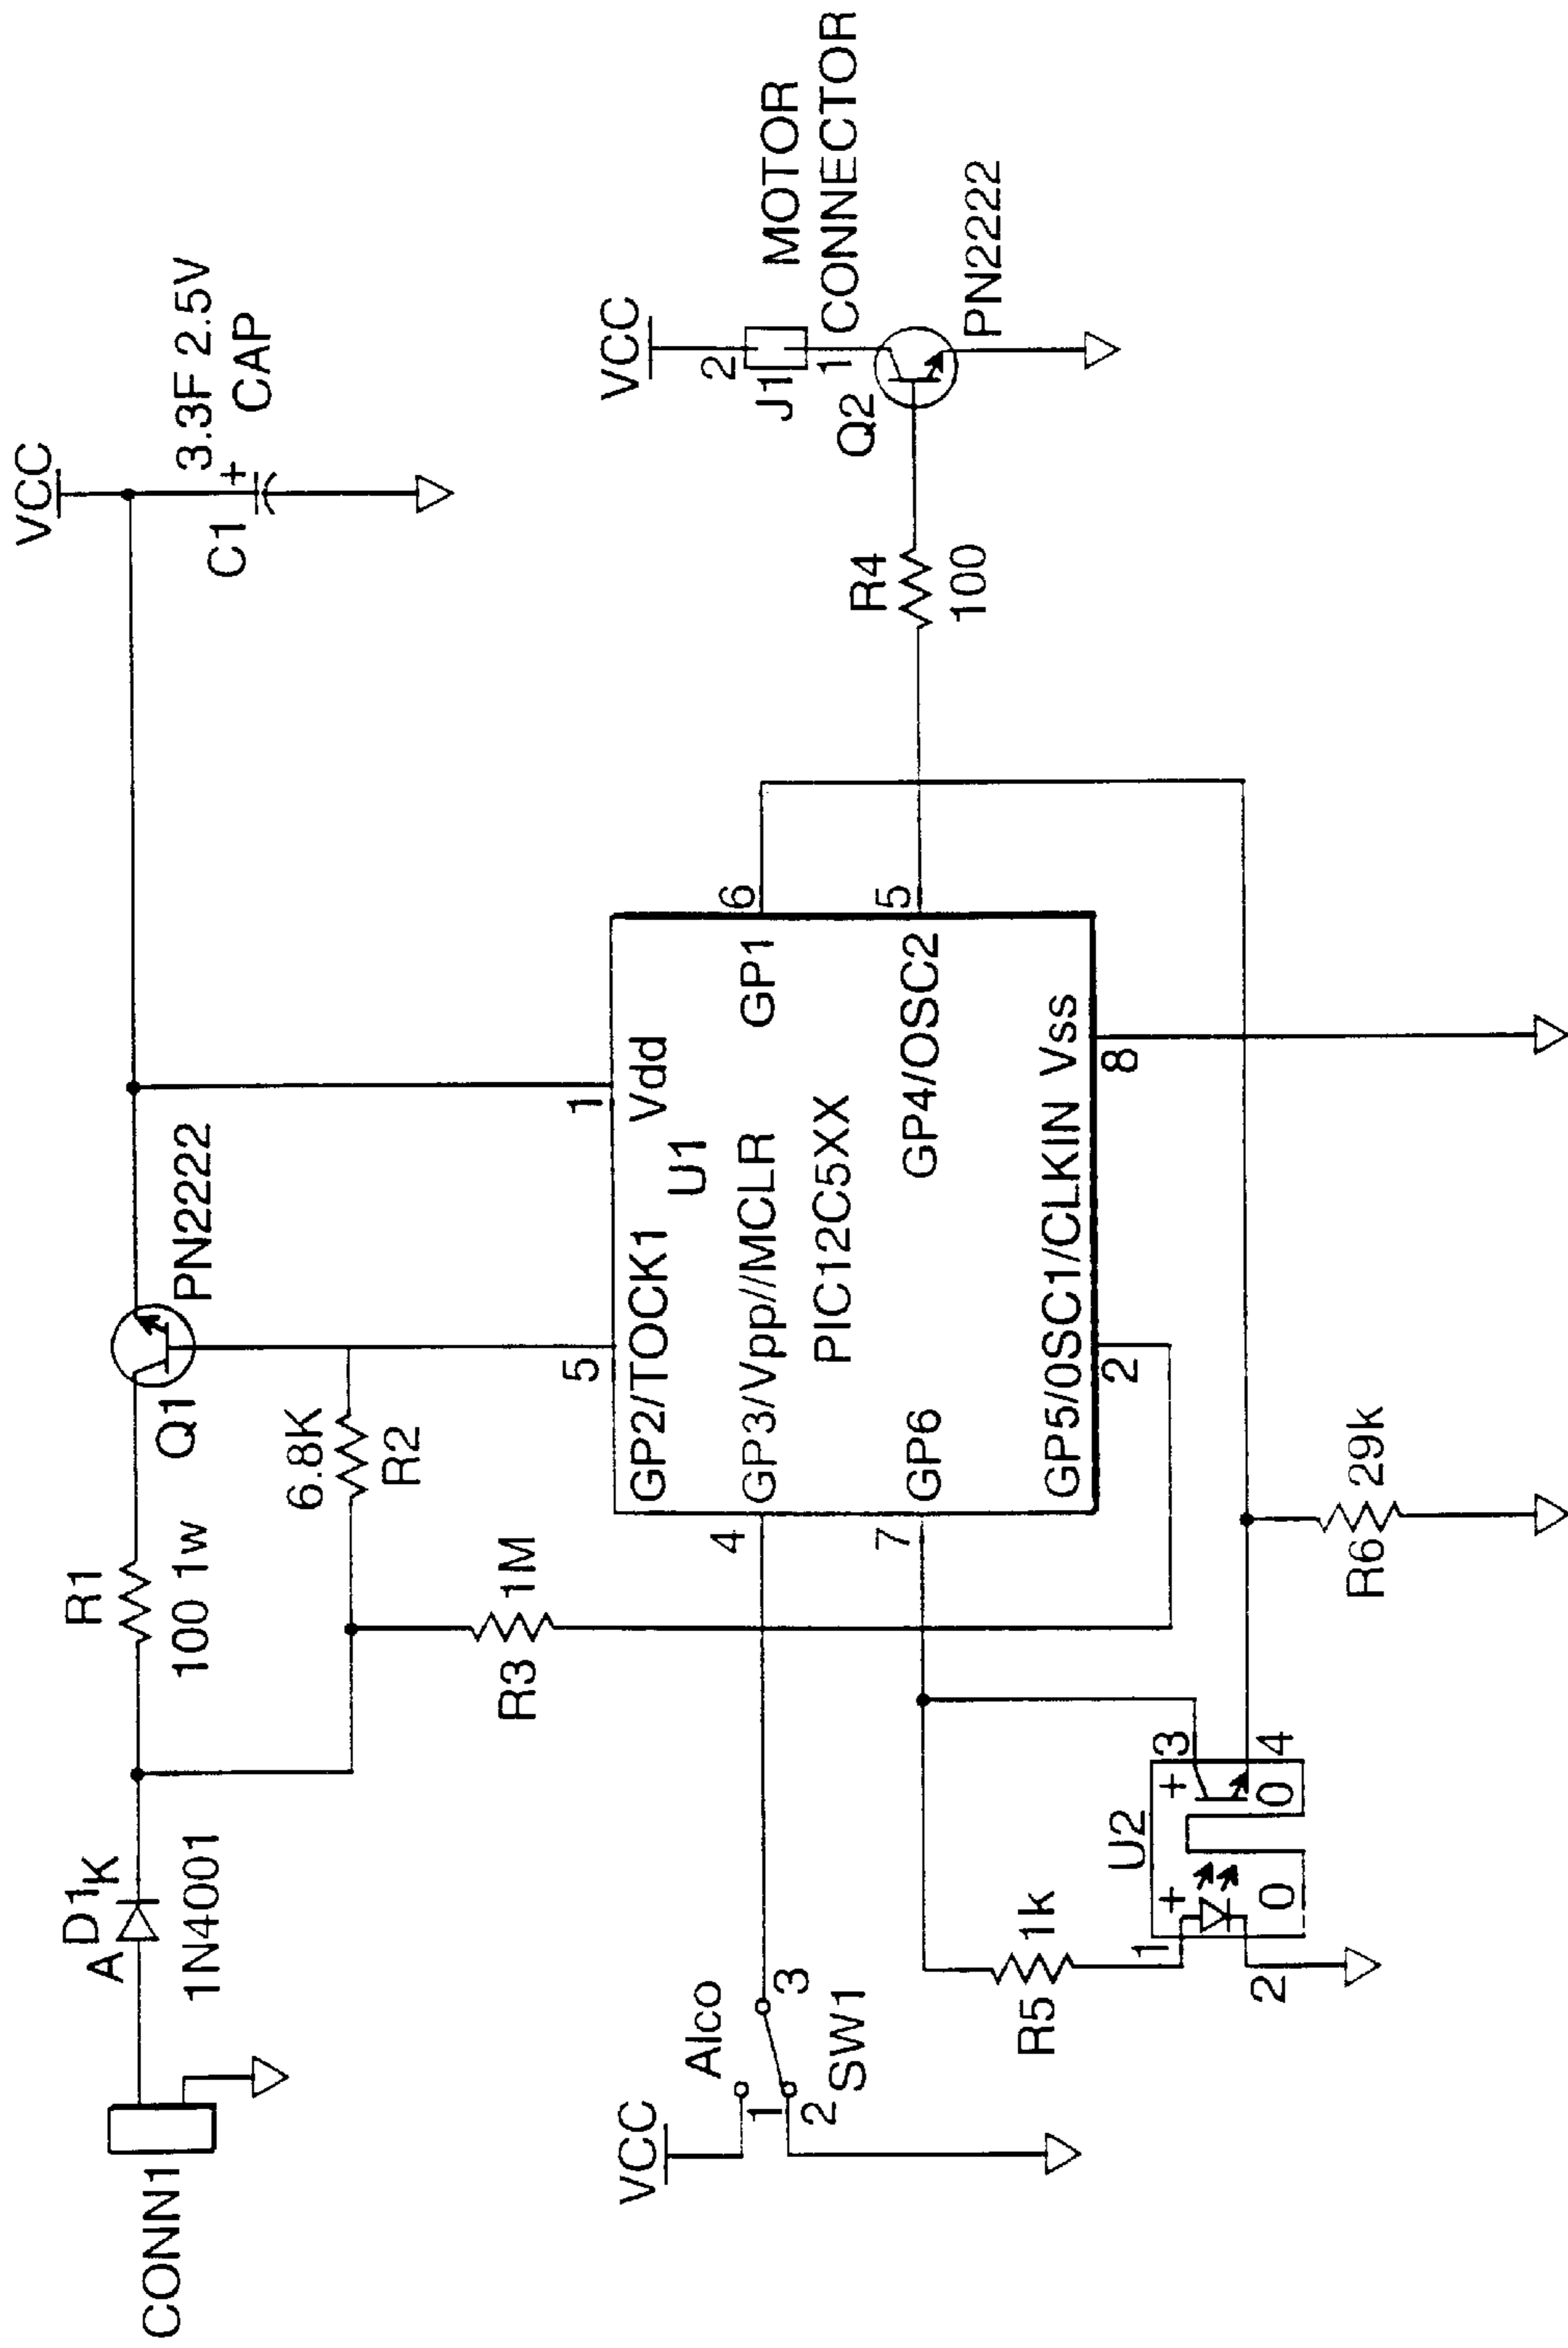 CONN1
A
D1
K
1N4001
R1
100 1w
Q1
PN2222
VCC
C1
+
3.3F 2.5V
CAP
6.8K
R2
R3
1M
5
1
GP2/TOCK1
Vdd
U1
GP3/Vpp//MCLR
GP1
PIC12C5XX
GP6
GP4/OSC2
GP5/0SC1/CLKIN
Vss
4
7
6
5
2
8
VCC
Alco
1
2
3
SW1
R5
1k
U2
1
+
+
3
2
0
0
4
R6
29k
R4
100
VCC
2
J1
1
MOTOR
CONNECTOR
Q2
PN2222